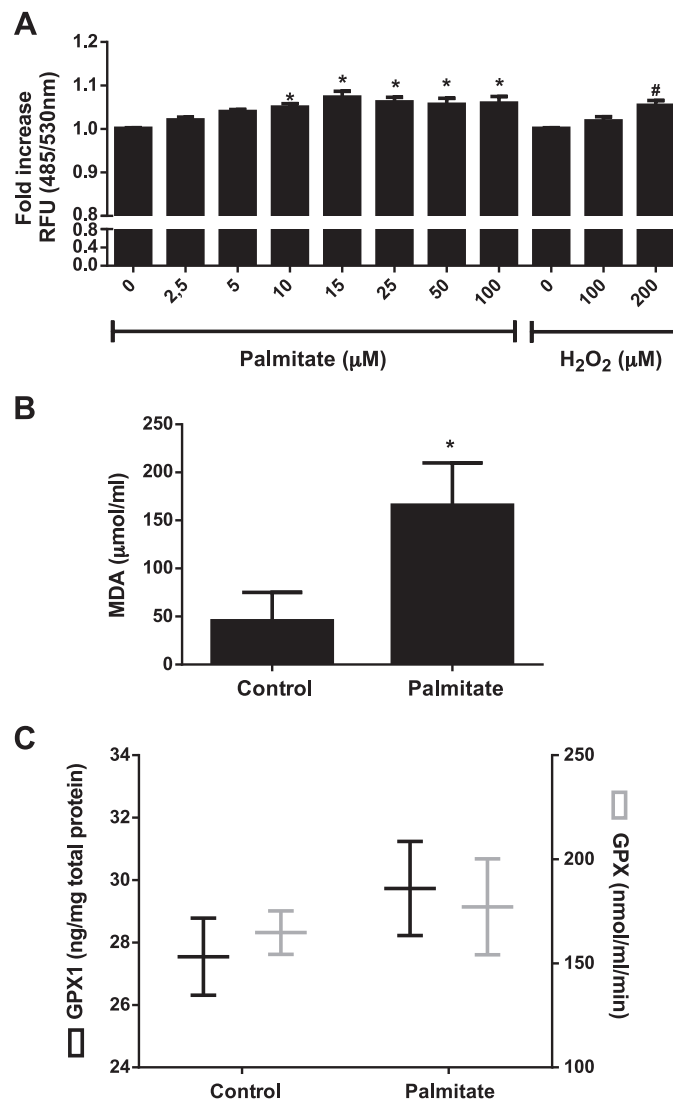 A
Fold increase
RFU (485/530nm)
1.2
1.1
1.0
0.9
0.8
0.8
0.4
0.0
* * * * * #
0 2,5 5 10 15 25 50 100 0 100 200
Palmitate (μM) H₂O₂ (μM)
B
MDA (μmol/ml)
250
200
150
100
50
0
*
Control Palmitate
C
GPX1 (ng/mg total protein)
34
32
30
28
26
24
250
200
150
100
GPX (nmol/ml/min)
Control Palmitate